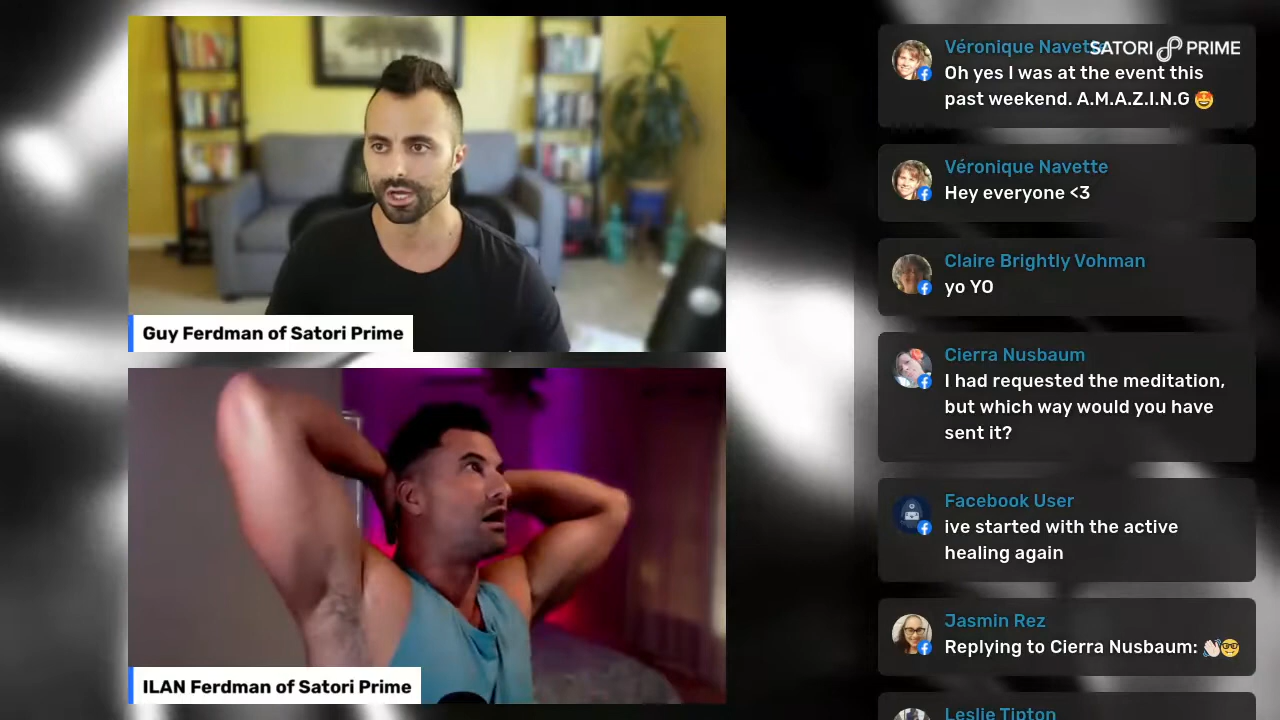 Guy Ferdman of Satori Prime
ILAN Ferdman of Satori Prime
SATORI PRIME
Véronique Navette
Oh yes I was at the event this
past weekend. A.M.A.Z.I.N.G 🤩
Véronique Navette
Hey everyone <3
Claire Brightly Vohman
yo YO
Cierra Nusbaum
I had requested the meditation,
but which way would you have
sent it?
Facebook User
ive started with the active
healing again
Jasmin Rez
Replying to Cierra Nusbaum: 👏🏻🤓
Leslie Tipton